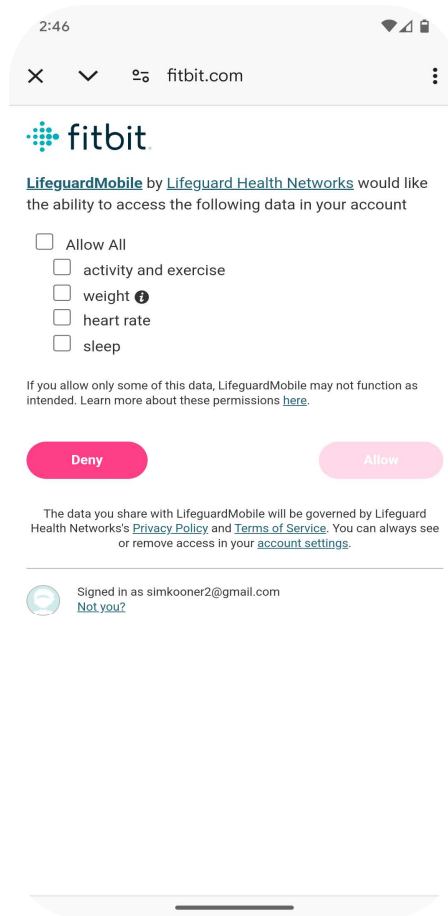 2:46
fitbit.com
fitbit
LifeguardMobile by Lifeguard Health Networks would like
the ability to access the following data in your account
Allow All
activity and exercise
weight
heart rate
sleep
If you allow only some of this data, LifeguardMobile may not function as
intended. Learn more about these permissions here.
Deny
Allow
The data you share with LifeguardMobile will be governed by Lifeguard
Health Networks's Privacy Policy and Terms of Service. You can always see
or remove access in your account settings.
Signed in as simkooner2@gmail.com
Not you?